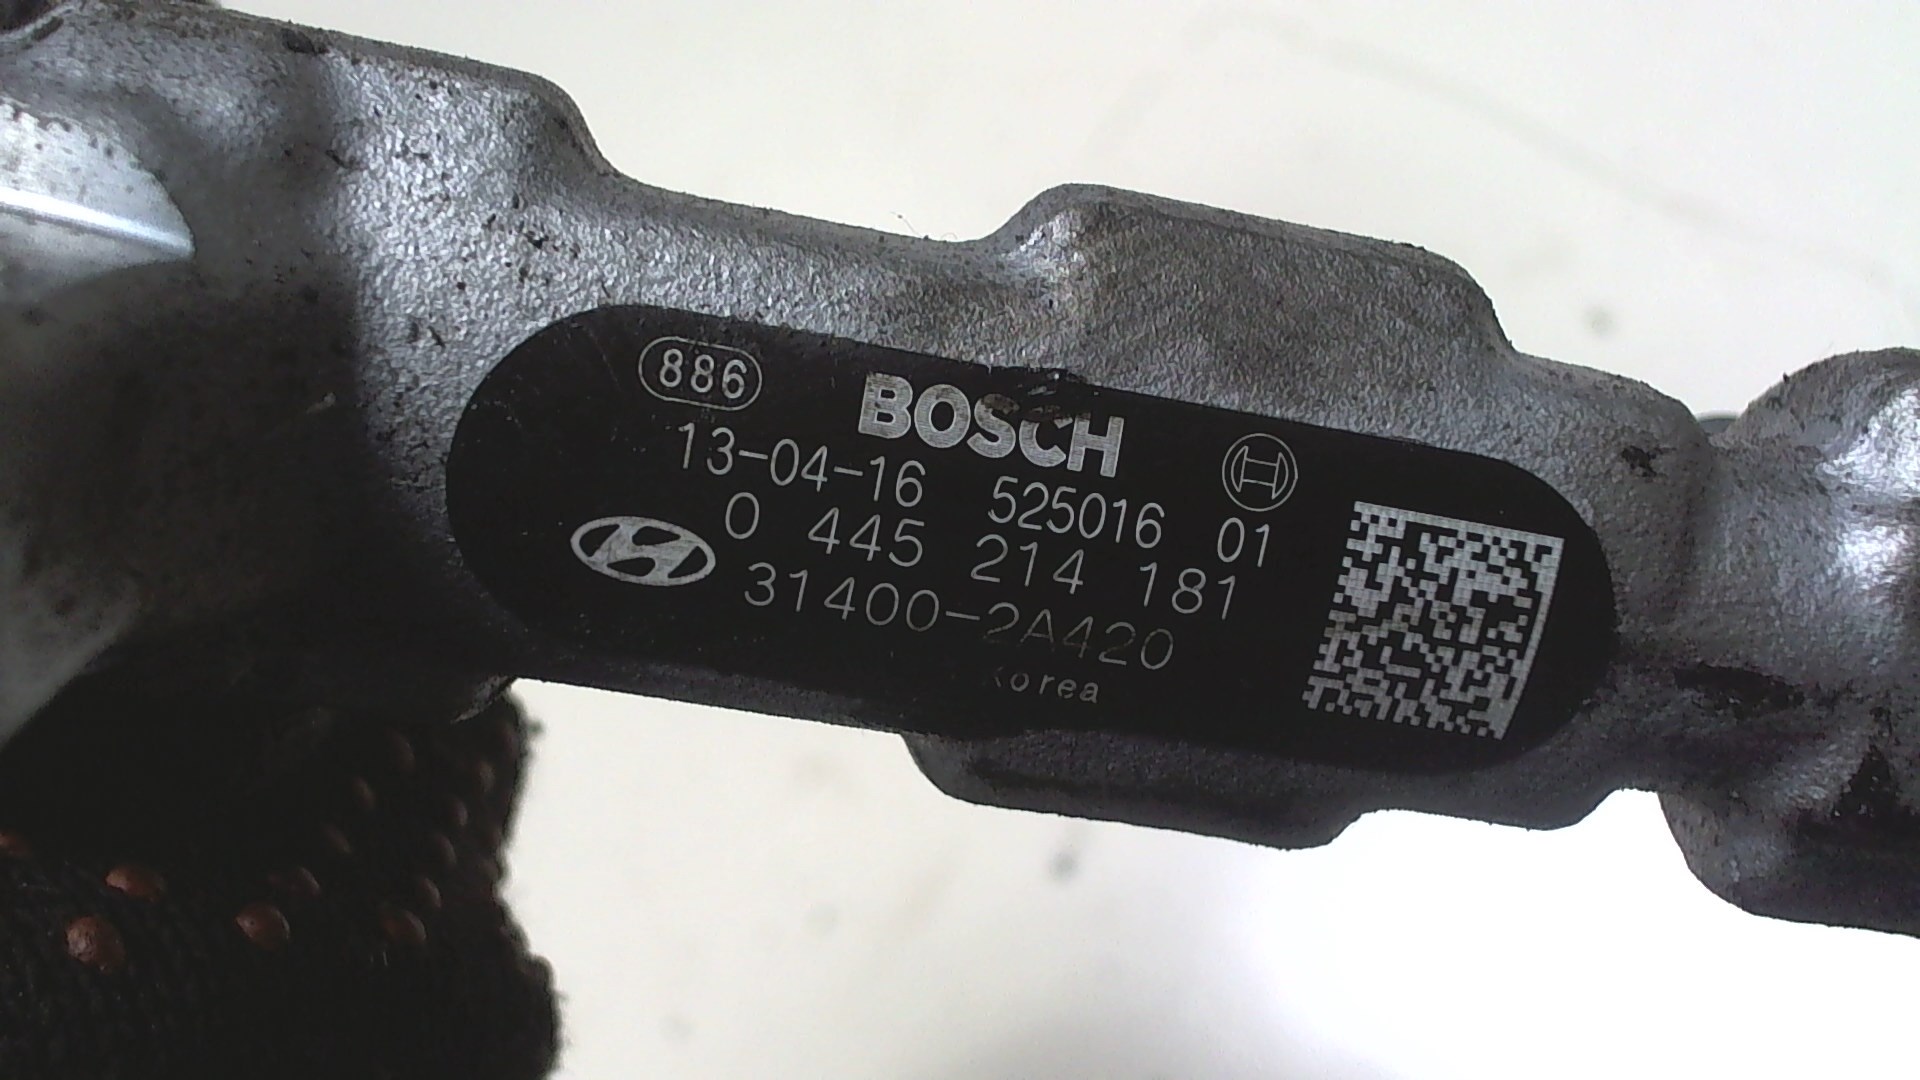 886
BOSCH
13-04-16 525016 01
0 445 214 181
31400-2A420
Korea